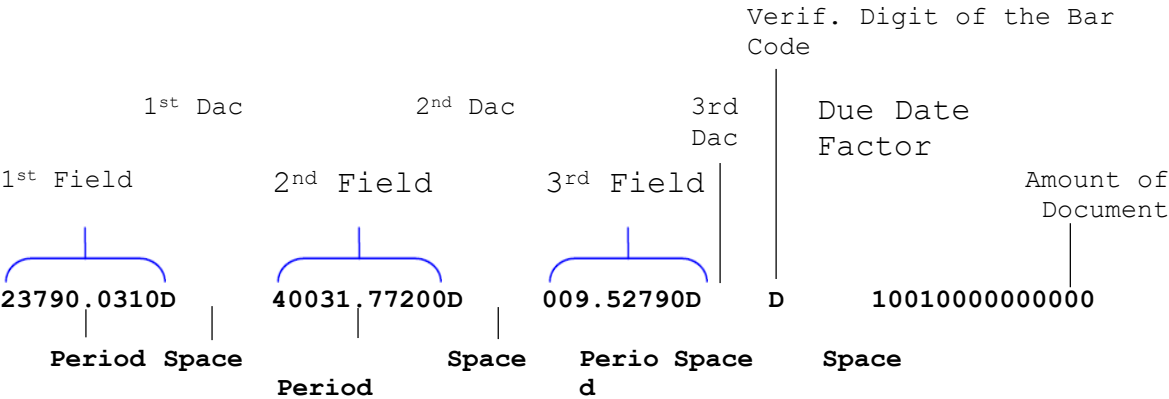 Verif. Digit of the Bar
Code
1st Dac 2nd Dac 3rd Due Date
Dac Factor
1st Field 2nd Field 3rd Field Amount of
Document
23790.0310D 40031.77200D 009.52790D D 10010000000000
Period Space Space Perio Space Space
Period d